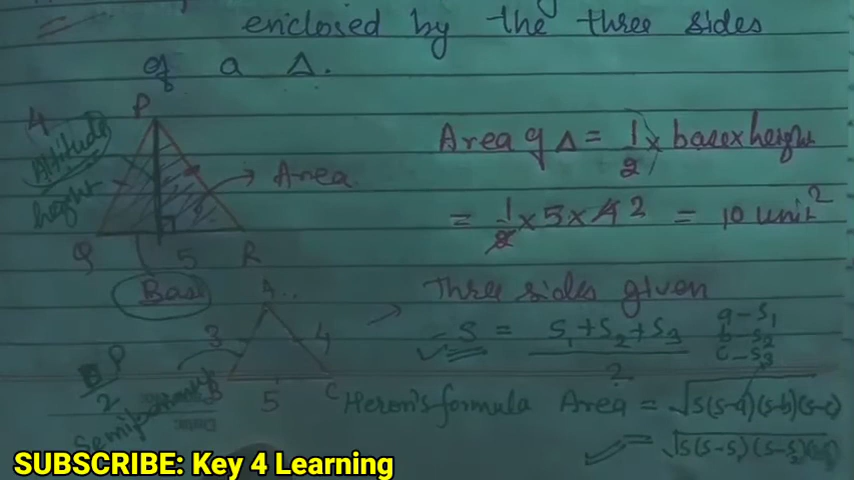 enclosed by the three sides
of a Δ.
4
P
Altitude
height
Area
Q
5
R
Base
Area of Δ = 1/2 × base × height
= 1/2 × 5 × 4 2 = 10 unit²
Three sides given
S = S₁+S₂+S₃ / 2
a - S₁
b - S₂
c - S₃
A
3
4
B
5
C
P/2
Heron's formula Area = √s(s-a)(s-b)(s-c)
SUBSCRIBE: Key 4 Learning